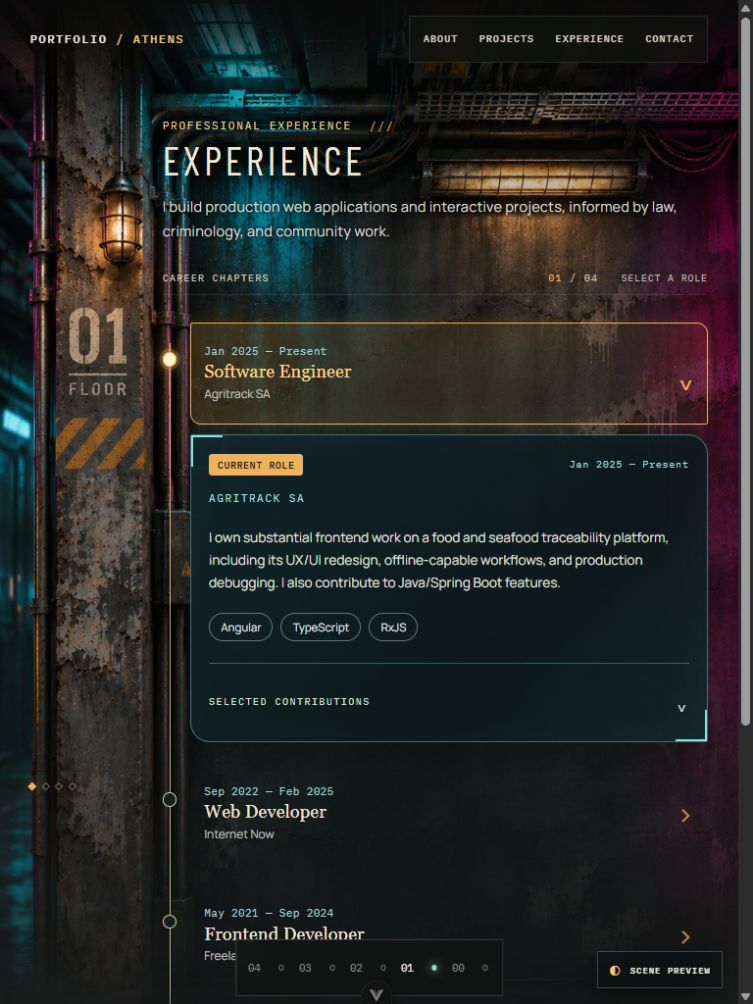 PORTFOLIO / ATHENS
ABOUT PROJECTS EXPERIENCE CONTACT
PROFESSIONAL EXPERIENCE ///
EXPERIENCE
I build production web applications and interactive projects, informed by law,
criminology, and community work.
CAREER CHAPTERS
01 / 04 SELECT A ROLE
01
FLOOR
Jan 2025 — Present
Software Engineer
Agritrack SA
CURRENT ROLE
Jan 2025 — Present
AGRITRACK SA
I own substantial frontend work on a food and seafood traceability platform,
including its UX/UI redesign, offline-capable workflows, and production
debugging. I also contribute to Java/Spring Boot features.
Angular TypeScript RxJS
SELECTED CONTRIBUTIONS
Sep 2022 — Feb 2025
Web Developer
Internet Now
May 2021 — Sep 2024
Frontend Developer
04 03 02 01 00
SCENE PREVIEW